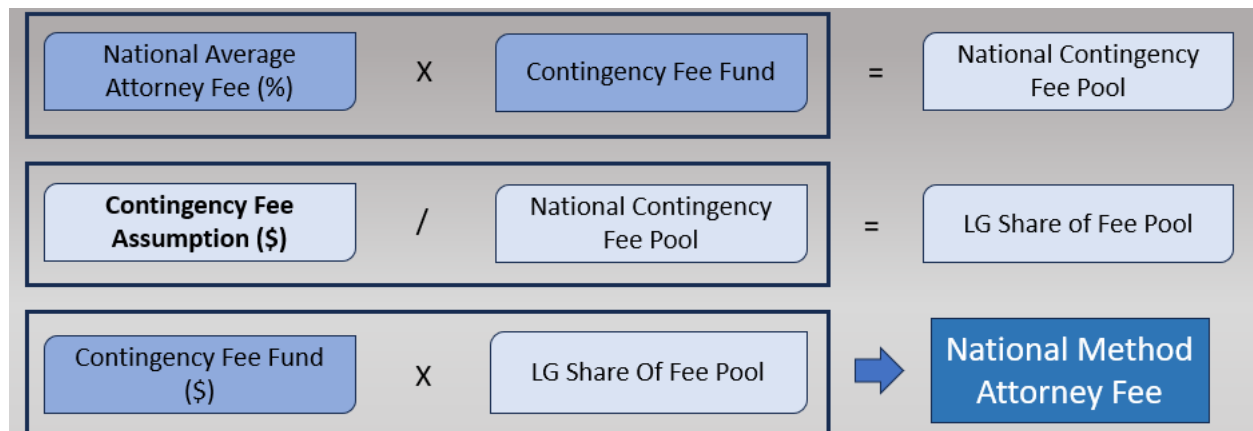 National Average
Attorney Fee (%)
X
Contingency Fee Fund
=
National Contingency
Fee Pool
Contingency Fee
Assumption ($)
/
National Contingency
Fee Pool
=
LG Share of Fee Pool
Contingency Fee Fund
($)
X
LG Share Of Fee Pool
National Method
Attorney Fee